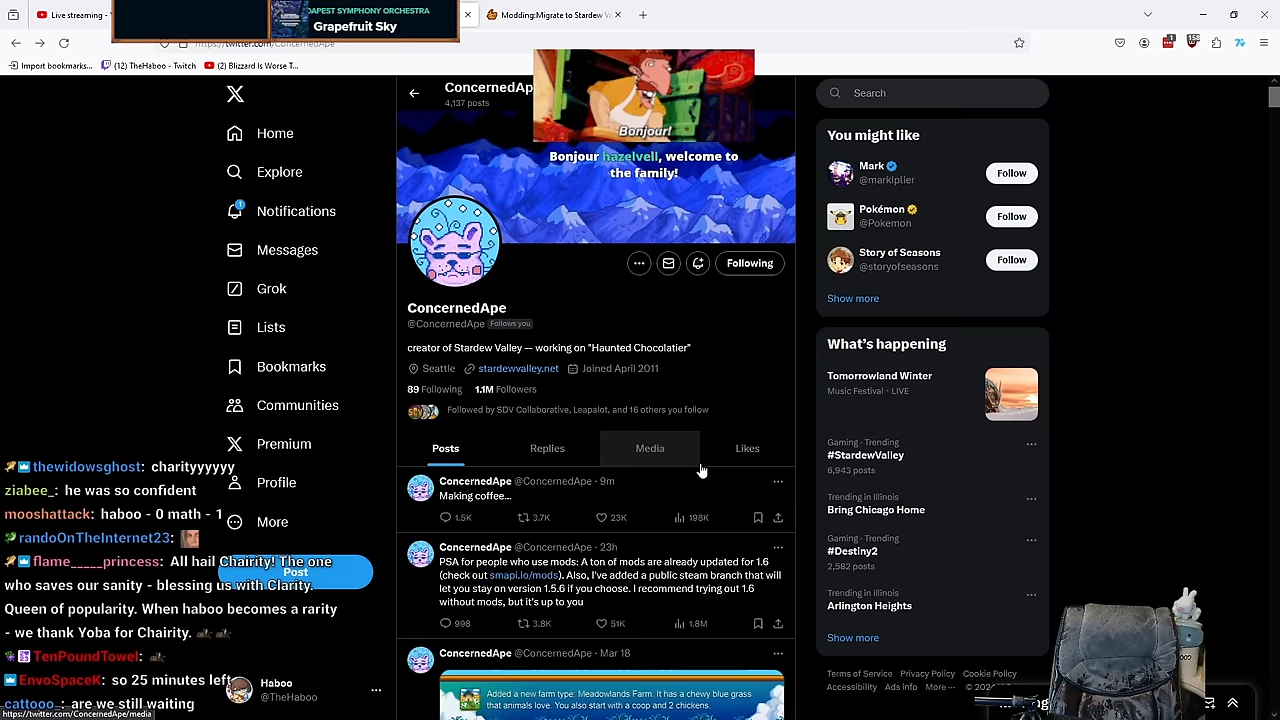 Live streaming -
DAPEST SYMPHONY ORCHESTRA
Grapefruit Sky
Modding:Migrate to Stardew Va
https://twitter.com/ConcernedApe
Import bookmarks...
(12) TheHaboo - Twitch
(2) Blizzard Is Worse T...
Home
Explore
1
Notifications
Messages
Grok
Lists
Bookmarks
Communities
Premium
Profile
More
Post
Haboo
@TheHaboo
ConcernedAp
4,137 posts
Bonjour!
Bonjour hazelvell, welcome to
the family!
Following
ConcernedApe
@ConcernedApe Follows you
creator of Stardew Valley -- working on "Haunted Chocolatier"
Seattle stardewvalley.net Joined April 2011
89 Following 1.1M Followers
Followed by SDV Collaborative, Leapalot, and 16 others you follow
Posts Replies Media Likes
ConcernedApe @ConcernedApe · 9m
Making coffee...
1.5K 3.7K 23K 198K
ConcernedApe @ConcernedApe · 23h
PSA for people who use mods: A ton of mods are already updated for 1.6
(check out smapi.io/mods). Also, I've added a public steam branch that will
let you stay on version 1.5.6 if you choose. I recommend trying out 1.6
without mods, but it's up to you
998 3.8K 51K 1.8M
ConcernedApe @ConcernedApe · Mar 18
Added a new farm type: Meadowlands Farm. It has a chewy blue grass
that animals love. You also start with a coop and 2 chickens.
Search
You might like
Mark
@markiplier
Follow
Pokémon
@Pokemon
Follow
Story of Seasons
@storyofseasons
Follow
Show more
What's happening
Tomorrowland Winter
Music Festival · LIVE
Gaming · Trending
#StardewValley
6,943 posts
Trending in Illinois
Bring Chicago Home
Gaming · Trending
#Destiny2
2,582 posts
Trending in Illinois
Arlington Heights
Show more
Terms of Service Privacy Policy Cookie Policy
Accessibility Ads info More ···
thewidowsghost: charityyyyyy
ziabee_: he was so confident
mooshattack: haboo - 0 math - 1
randoOnTheInternet23:
flame_____princess: All hail Chairity! The one
who saves our sanity - blessing us with Clarity.
Queen of popularity. When haboo becomes a rarity
- we thank Yoba for Chairity.
TenPoundTowel:
EnvoSpaceK: so 25 minutes left
cattooo_: are we still waiting
https://twitter.com/ConcernedApe/media